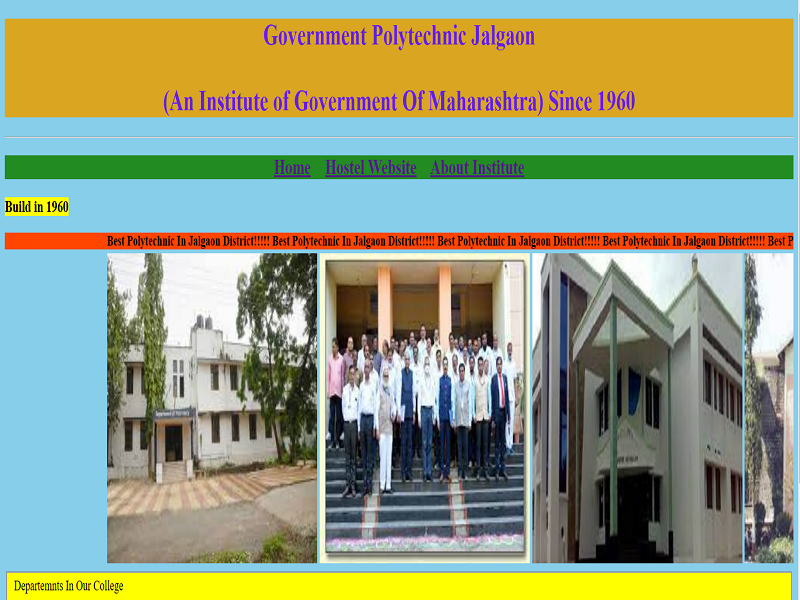 Government Polytechnic Jalgaon
(An Institute of Government Of Maharashtra) Since 1960
Home Hostel Website About Institute
Build in 1960
Best Polytechnic In Jalgaon District!!!!! Best Polytechnic In Jalgaon District!!!!! Best Polytechnic In Jalgaon District!!!!! Best Polytechnic In Jalgaon District!!!!! Best P
Departemnts In Our College